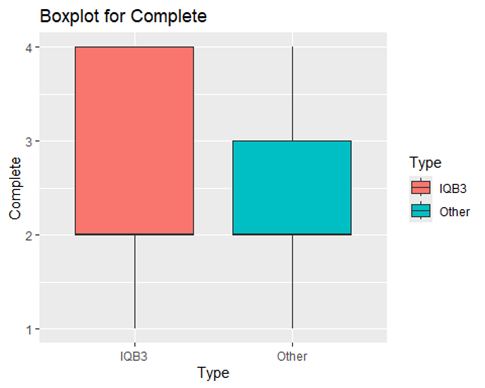 Boxplot for Complete
4
3
2
1
Complete
IQB3
Other
Type
Type
IQB3
Other